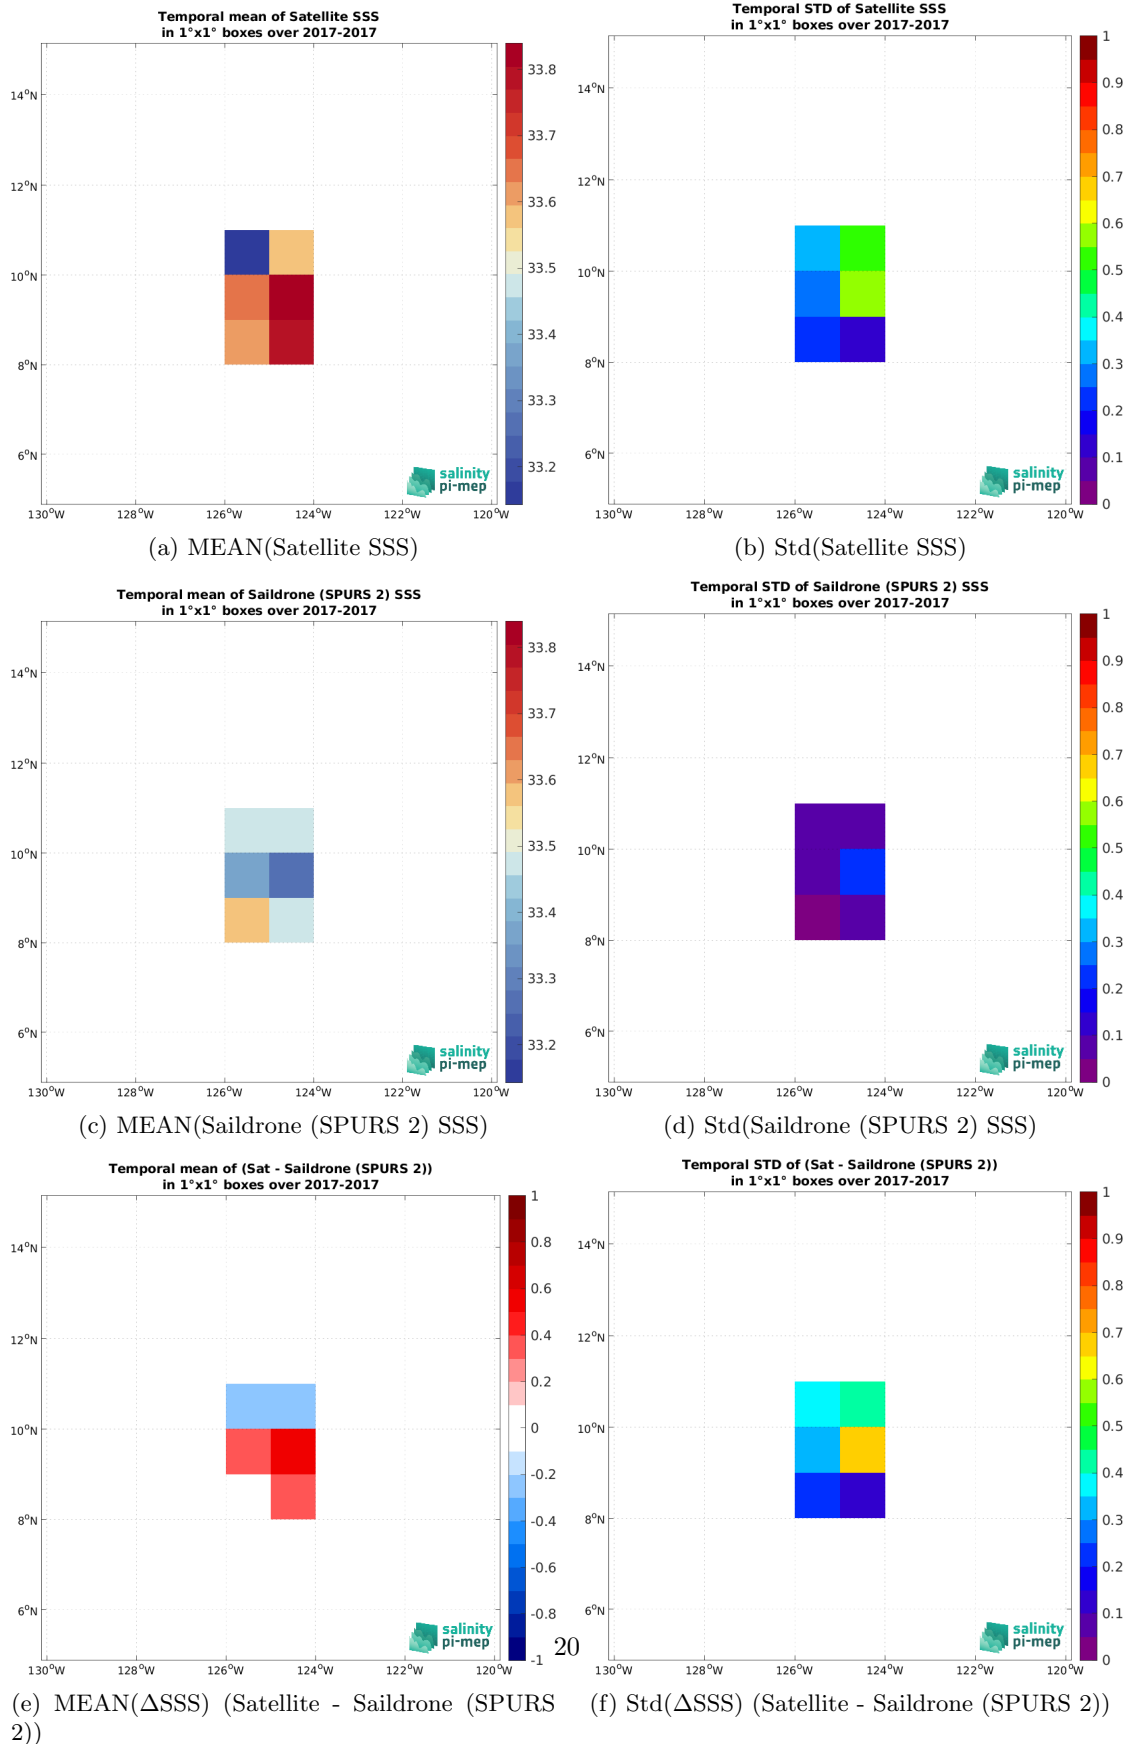 Temporal mean of Satellite SSS
in 1°x1° boxes over 2017-2017
14°N
12°N
10°N
8°N
6°N
130°W 128°W 126°W 124°W 122°W 120°W
33.8
33.7
33.6
33.5
33.4
33.3
33.2
salinity
pi-mep
(a) MEAN(Satellite SSS)
Temporal STD of Satellite SSS
in 1°x1° boxes over 2017-2017
14°N
12°N
10°N
8°N
6°N
130°W 128°W 126°W 124°W 122°W 120°W
1
0.9
0.8
0.7
0.6
0.5
0.4
0.3
0.2
0.1
0
salinity
pi-mep
(b) Std(Satellite SSS)
Temporal mean of Saildrone (SPURS 2) SSS
in 1°x1° boxes over 2017-2017
14°N
12°N
10°N
8°N
6°N
130°W 128°W 126°W 124°W 122°W 120°W
33.8
33.7
33.6
33.5
33.4
33.3
33.2
salinity
pi-mep
(c) MEAN(Saildrone (SPURS 2) SSS)
Temporal STD of Saildrone (SPURS 2) SSS
in 1°x1° boxes over 2017-2017
14°N
12°N
10°N
8°N
6°N
130°W 128°W 126°W 124°W 122°W 120°W
1
0.9
0.8
0.7
0.6
0.5
0.4
0.3
0.2
0.1
0
salinity
pi-mep
(d) Std(Saildrone (SPURS 2) SSS)
Temporal mean of (Sat - Saildrone (SPURS 2))
in 1°x1° boxes over 2017-2017
14°N
12°N
10°N
8°N
6°N
130°W 128°W 126°W 124°W 122°W 120°W
1
0.8
0.6
0.4
0.2
0
-0.2
-0.4
-0.6
-0.8
-1
salinity
pi-mep
(e) MEAN(ΔSSS) (Satellite - Saildrone (SPURS
2))
Temporal STD of (Sat - Saildrone (SPURS 2))
in 1°x1° boxes over 2017-2017
14°N
12°N
10°N
8°N
6°N
130°W 128°W 126°W 124°W 122°W 120°W
1
0.9
0.8
0.7
0.6
0.5
0.4
0.3
0.2
0.1
0
salinity
pi-mep
(f) Std(ΔSSS) (Satellite - Saildrone (SPURS 2))
20